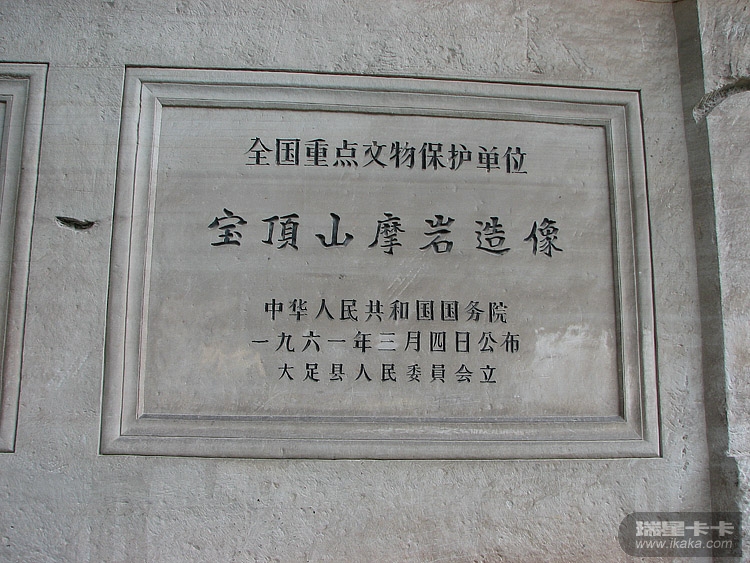 全国重点文物保护单位
宝頂山摩岩造像
中华人民共和国国务院
一九六一年三月四日公布
大足县人民委員会立
瑞星卡卡
www.ikaka.com